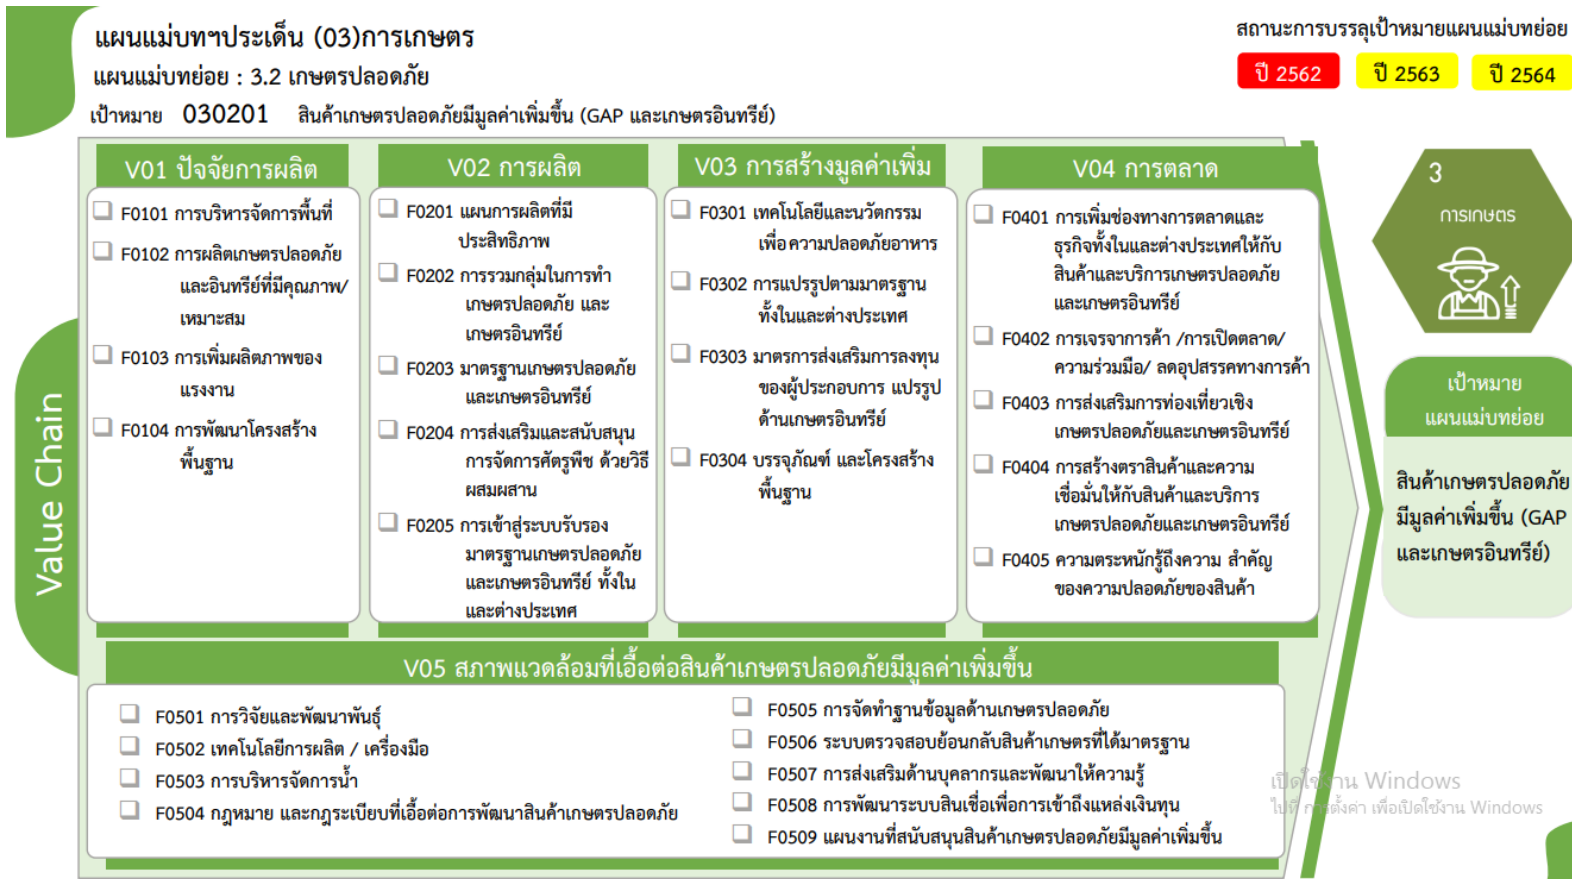 แผนแม่บทฯประเด็น (03)การเกษตร
แผนแม่บทย่อย : 3.2 เกษตรปลอดภัย
เป้าหมาย 030201 สินค้าเกษตรปลอดภัยมีมูลค่าเพิ่มขึ้น (GAP และเกษตรอินทรีย์)
สถานะการบรรลุเป้าหมายแผนแม่บทย่อย
ปี 2562 ปี 2563 ปี 2564
Value Chain
V01 ปัจจัยการผลิต
F0101 การบริหารจัดการพื้นที่
F0102 การผลิตเกษตรปลอดภัย
และอินทรีย์ที่มีคุณภาพ/
เหมาะสม
F0103 การเพิ่มผลิตภาพของ
แรงงาน
F0104 การพัฒนาโครงสร้าง
พื้นฐาน
V02 การผลิต
F0201 แผนการผลิตที่มี
ประสิทธิภาพ
F0202 การรวมกลุ่มในการทำ
เกษตรปลอดภัย และ
เกษตรอินทรีย์
F0203 มาตรฐานเกษตรปลอดภัย
และเกษตรอินทรีย์
F0204 การส่งเสริมและสนับสนุน
การจัดการศัตรูพืช ด้วยวิธี
ผสมผสาน
F0205 การเข้าสู่ระบบรับรอง
มาตรฐานเกษตรปลอดภัย
และเกษตรอินทรีย์ ทั้งใน
และต่างประเทศ
V03 การสร้างมูลค่าเพิ่ม
F0301 เทคโนโลยีและนวัตกรรม
เพื่อความปลอดภัยอาหาร
F0302 การแปรรูปตามมาตรฐาน
ทั้งในและต่างประเทศ
F0303 มาตรการส่งเสริมการลงทุน
ของผู้ประกอบการ แปรรูป
ด้านเกษตรอินทรีย์
F0304 บรรจุภัณฑ์ และโครงสร้าง
พื้นฐาน
V04 การตลาด
F0401 การเพิ่มช่องทางการตลาดและ
ธุรกิจทั้งในและต่างประเทศให้กับ
สินค้าและบริการเกษตรปลอดภัย
และเกษตรอินทรีย์
F0402 การเจรจาการค้า /การเปิดตลาด/
ความร่วมมือ/ ลดอุปสรรคทางการค้า
F0403 การส่งเสริมการท่องเที่ยวเชิง
เกษตรปลอดภัยและเกษตรอินทรีย์
F0404 การสร้างตราสินค้าและความ
เชื่อมั่นให้กับสินค้าและบริการ
เกษตรปลอดภัยและเกษตรอินทรีย์
F0405 ความตระหนักรู้ถึงความ สำคัญ
ของความปลอดภัยของสินค้า
3
การเกษตร
เป้าหมาย
แผนแม่บทย่อย
สินค้าเกษตรปลอดภัย
มีมูลค่าเพิ่มขึ้น (GAP
และเกษตรอินทรีย์)
V05 สภาพแวดล้อมที่เอื้อต่อสินค้าเกษตรปลอดภัยมีมูลค่าเพิ่มขึ้น
F0501 การวิจัยและพัฒนาพันธุ์
F0502 เทคโนโลยีการผลิต / เครื่องมือ
F0503 การบริหารจัดการน้ำ
F0504 กฎหมาย และกฎระเบียบที่เอื้อต่อการพัฒนาสินค้าเกษตรปลอดภัย
F0505 การจัดทำฐานข้อมูลด้านเกษตรปลอดภัย
F0506 ระบบตรวจสอบย้อนกลับสินค้าเกษตรที่ได้มาตรฐาน
F0507 การส่งเสริมด้านบุคลากรและพัฒนาให้ความรู้
F0508 การพัฒนาระบบสินเชื่อเพื่อการเข้าถึงแหล่งเงินทุน
F0509 แผนงานที่สนับสนุนสินค้าเกษตรปลอดภัยมีมูลค่าเพิ่มขึ้น
เปิดใช้งาน Windows
ไปที่ การตั้งค่า เพื่อเปิดใช้งาน Windows